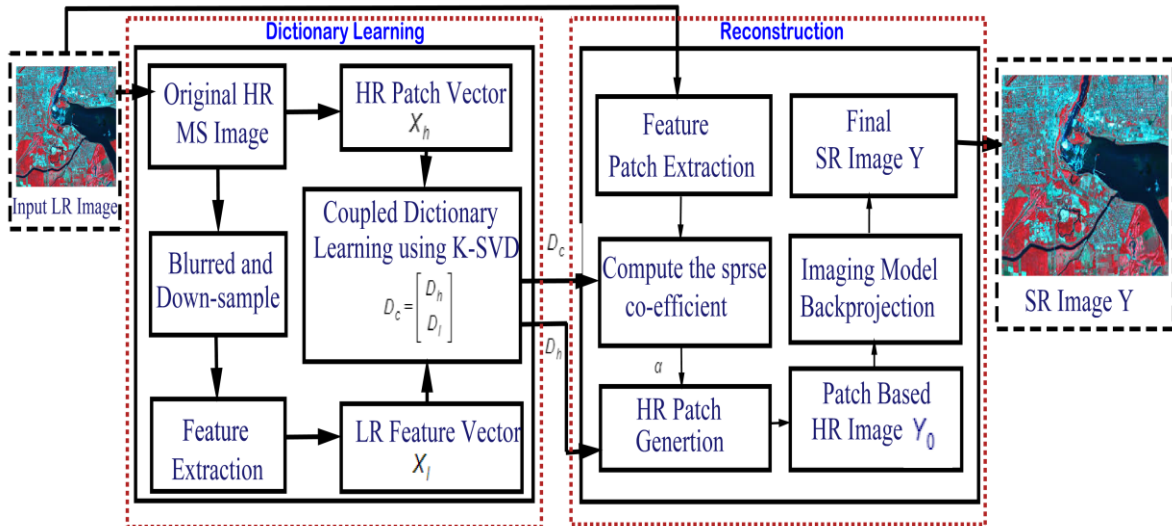 Dictionary Learning
Reconstruction
Input LR Image
Original HR
MS Image
HR Patch Vector
X_h
Blurred and
Down-sample
Coupled Dictionary
Learning using K-SVD
D_c = [D_h
D_l]
Feature
Extraction
LR Feature Vector
X_l
D_c
D_h
Feature
Patch Extraction
Compute the sprse
co-efficient
α
HR Patch
Genertion
Patch Based
HR Image Y_0
Imaging Model
Backprojection
Final
SR Image Y
SR Image Y